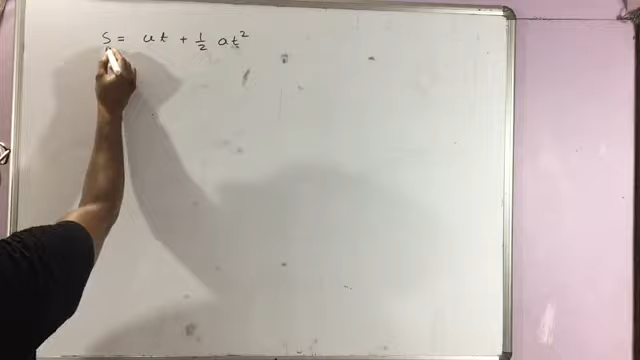 S = ut + 1/2 at²